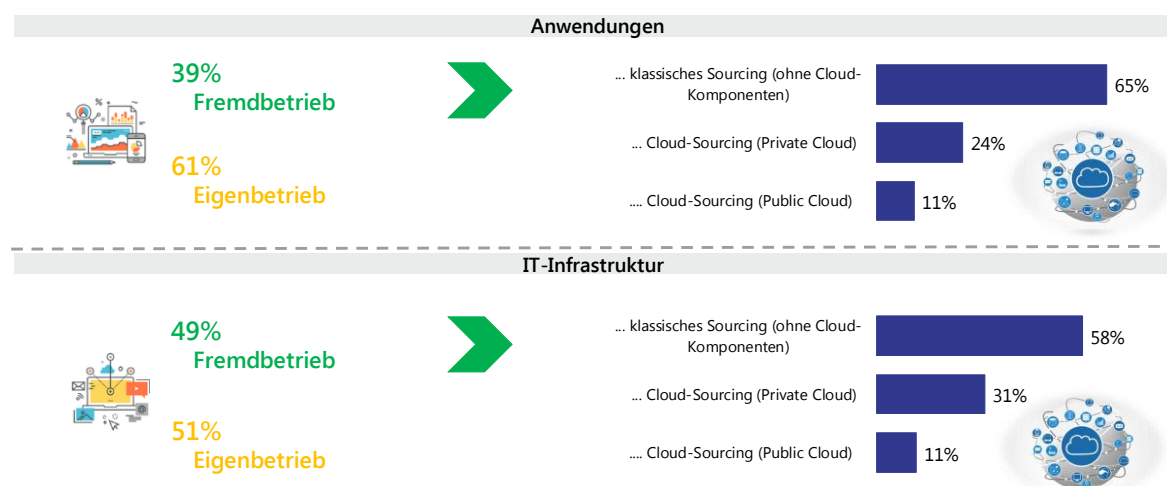 Anwendungen
39%
Fremdbetrieb
61%
Eigenbetrieb
... klassisches Sourcing (ohne Cloud-
Komponenten)
65%
... Cloud-Sourcing (Private Cloud)
24%
.... Cloud-Sourcing (Public Cloud)
11%
IT-Infrastruktur
49%
Fremdbetrieb
51%
Eigenbetrieb
... klassisches Sourcing (ohne Cloud-
Komponenten)
58%
... Cloud-Sourcing (Private Cloud)
31%
.... Cloud-Sourcing (Public Cloud)
11%